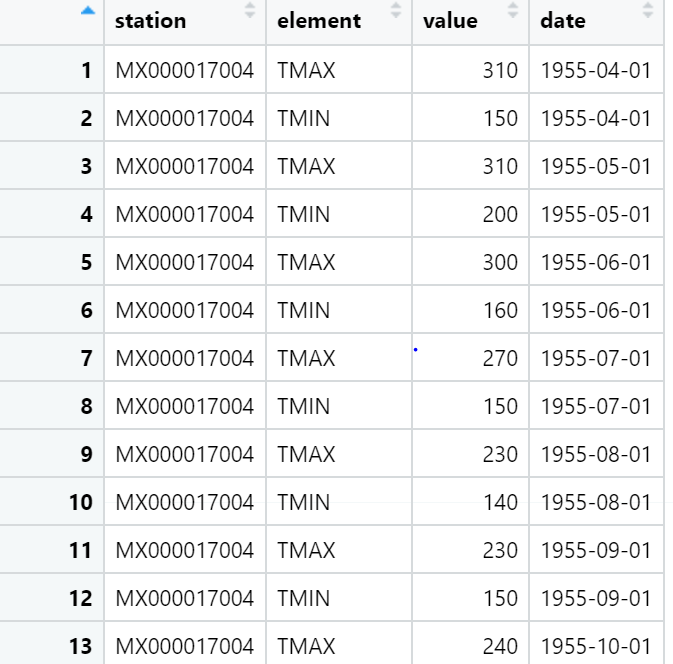 station element value date
1 MX000017004 TMAX 310 1955-04-01
2 MX000017004 TMIN 150 1955-04-01
3 MX000017004 TMAX 310 1955-05-01
4 MX000017004 TMIN 200 1955-05-01
5 MX000017004 TMAX 300 1955-06-01
6 MX000017004 TMIN 160 1955-06-01
7 MX000017004 TMAX 270 1955-07-01
8 MX000017004 TMIN 150 1955-07-01
9 MX000017004 TMAX 230 1955-08-01
10 MX000017004 TMIN 140 1955-08-01
11 MX000017004 TMAX 230 1955-09-01
12 MX000017004 TMIN 150 1955-09-01
13 MX000017004 TMAX 240 1955-10-01